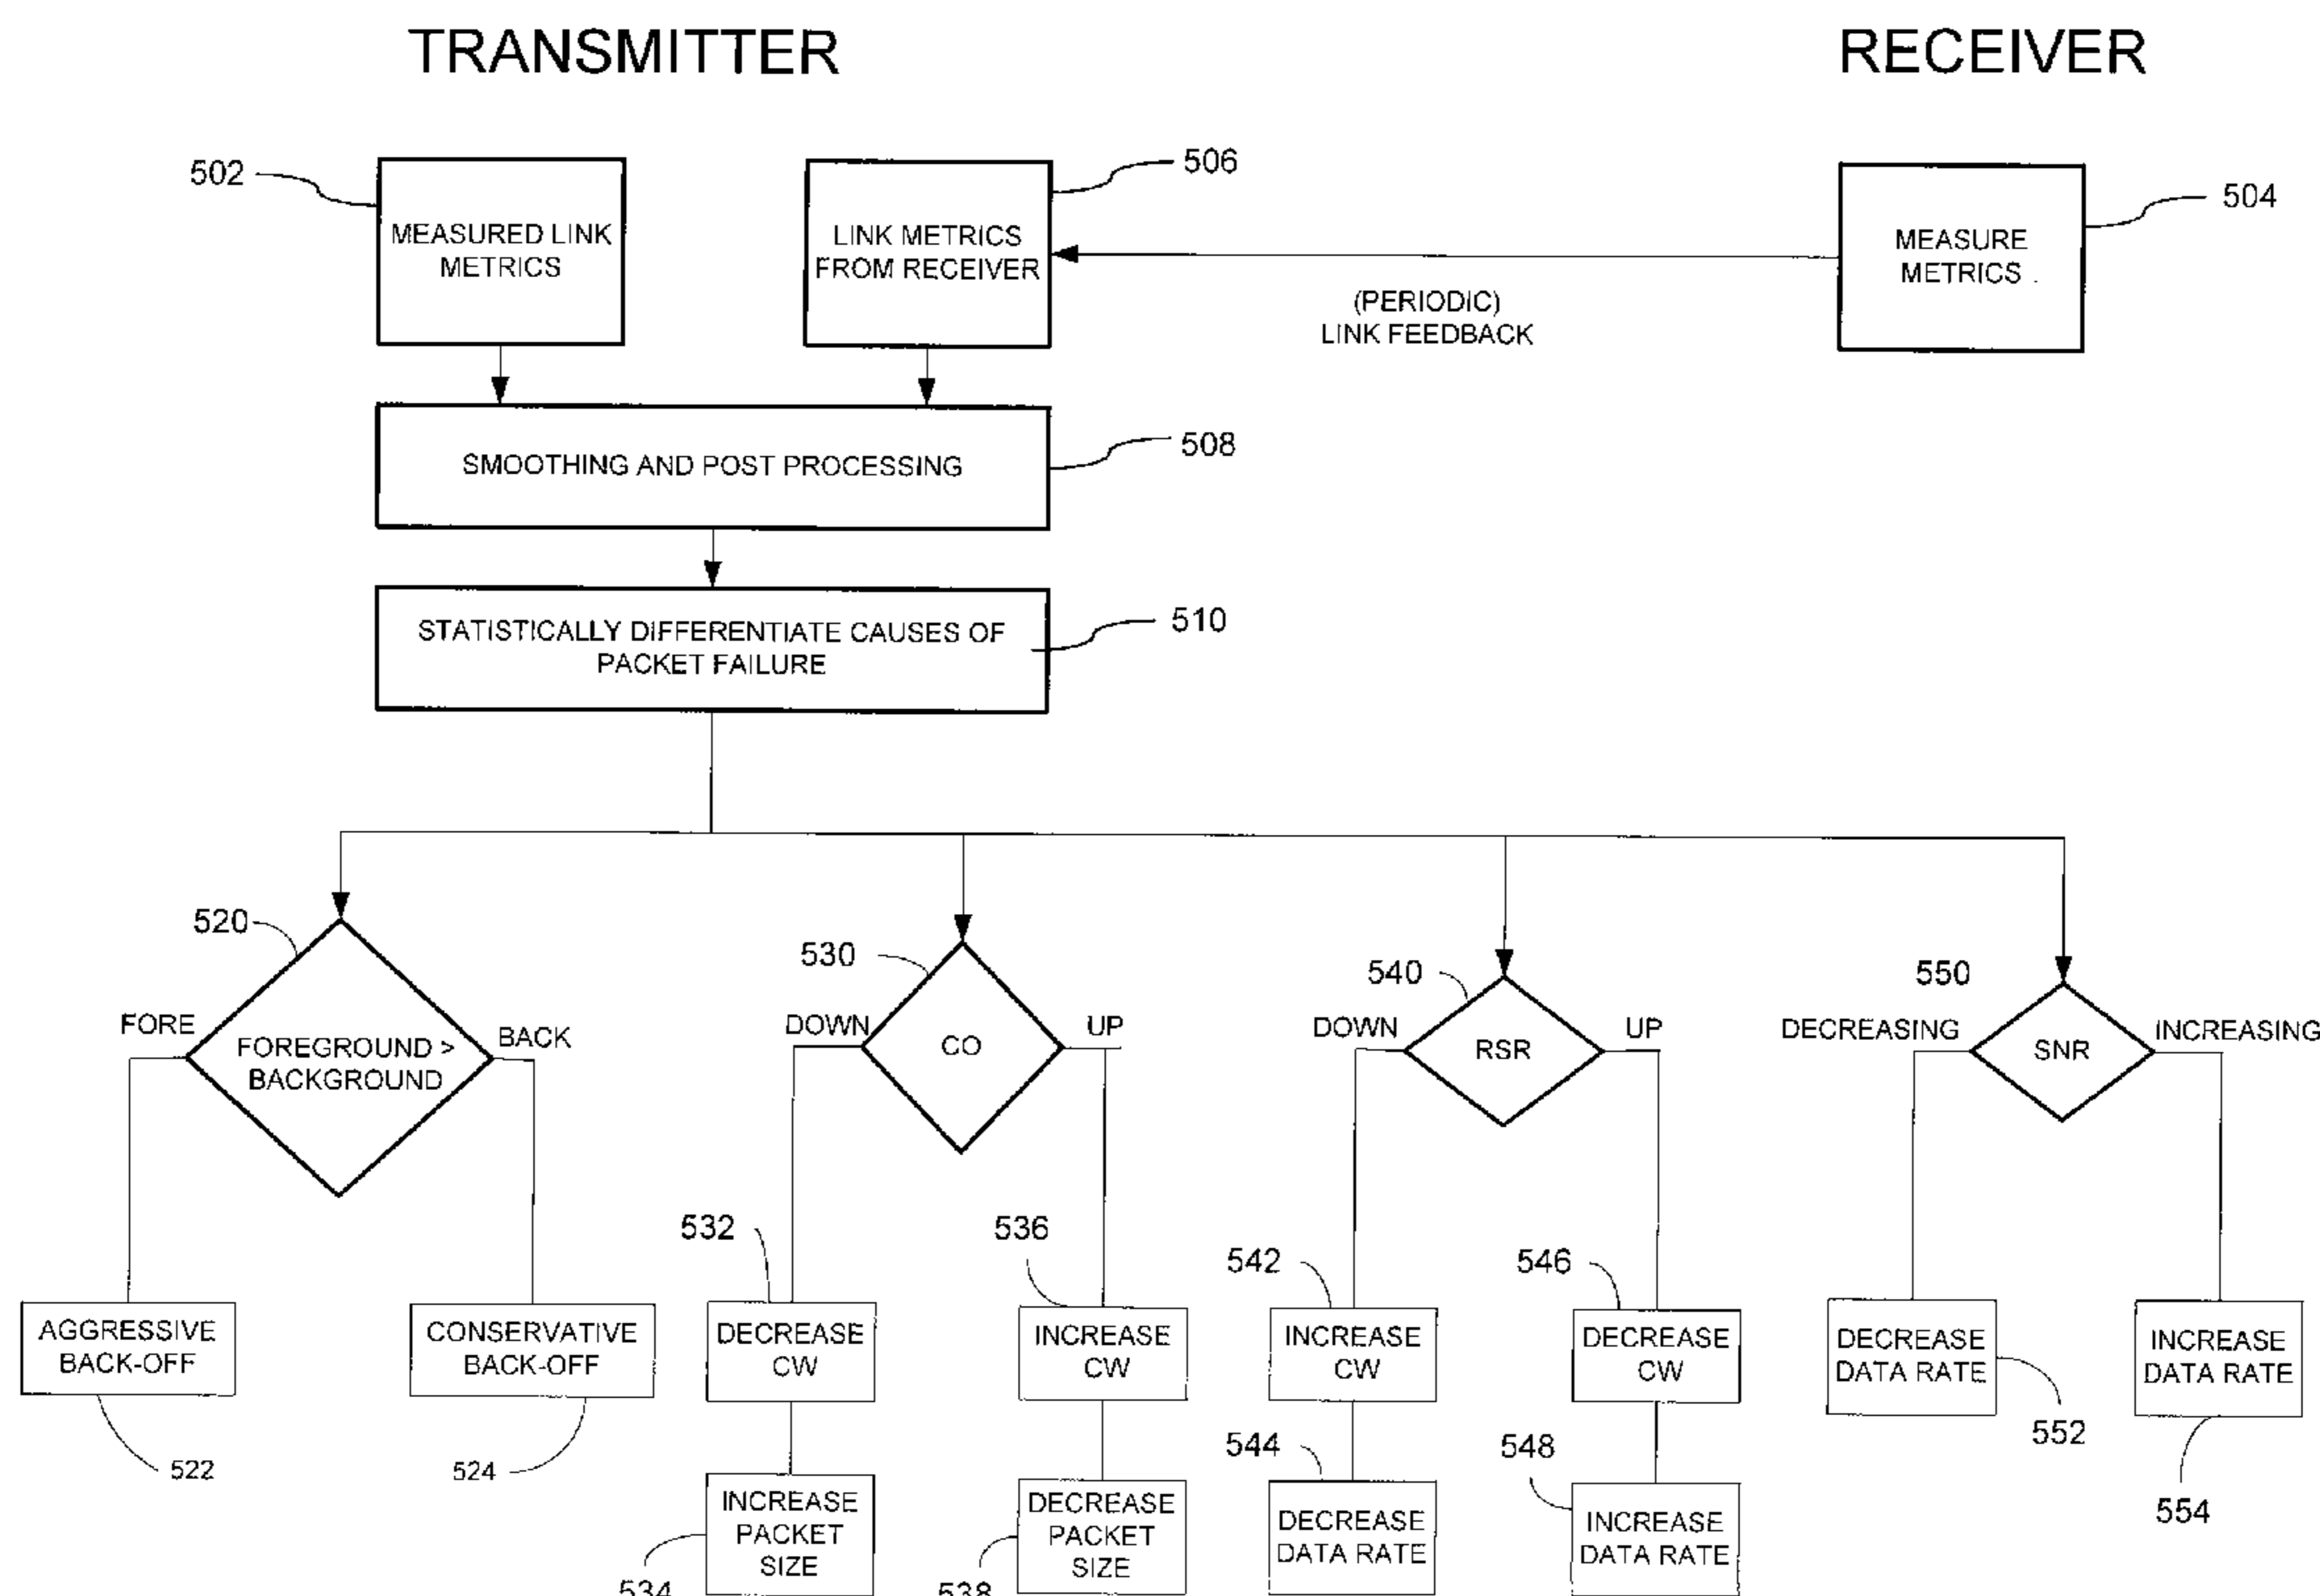 TRANSMITTER
RECEIVER
502
506
504
MEASURED LINK
METRICS
LINK METRICS
FROM RECEIVER
MEASURE
METRICS
(PERIODIC)
LINK FEEDBACK
508
SMOOTHING AND POST PROCESSING
510
STATISTICALLY DIFFERENTIATE CAUSES OF
PACKET FAILURE
520
530
540
550
FORE
BACK
FOREGROUND >
BACKGROUND
DOWN
UP
CO
DOWN
UP
RSR
DECREASING
INCREASING
SNR
532
536
542
546
AGGRESSIVE
BACK-OFF
CONSERVATIVE
BACK-OFF
DECREASE
CW
INCREASE
CW
INCREASE
CW
DECREASE
CW
DECREASE
DATA RATE
INCREASE
DATA RATE
522
524
544
548
552
554
INCREASE
PACKET
SIZE
DECREASE
PACKET
SIZE
DECREASE
DATA RATE
INCREASE
DATA RATE
534
538